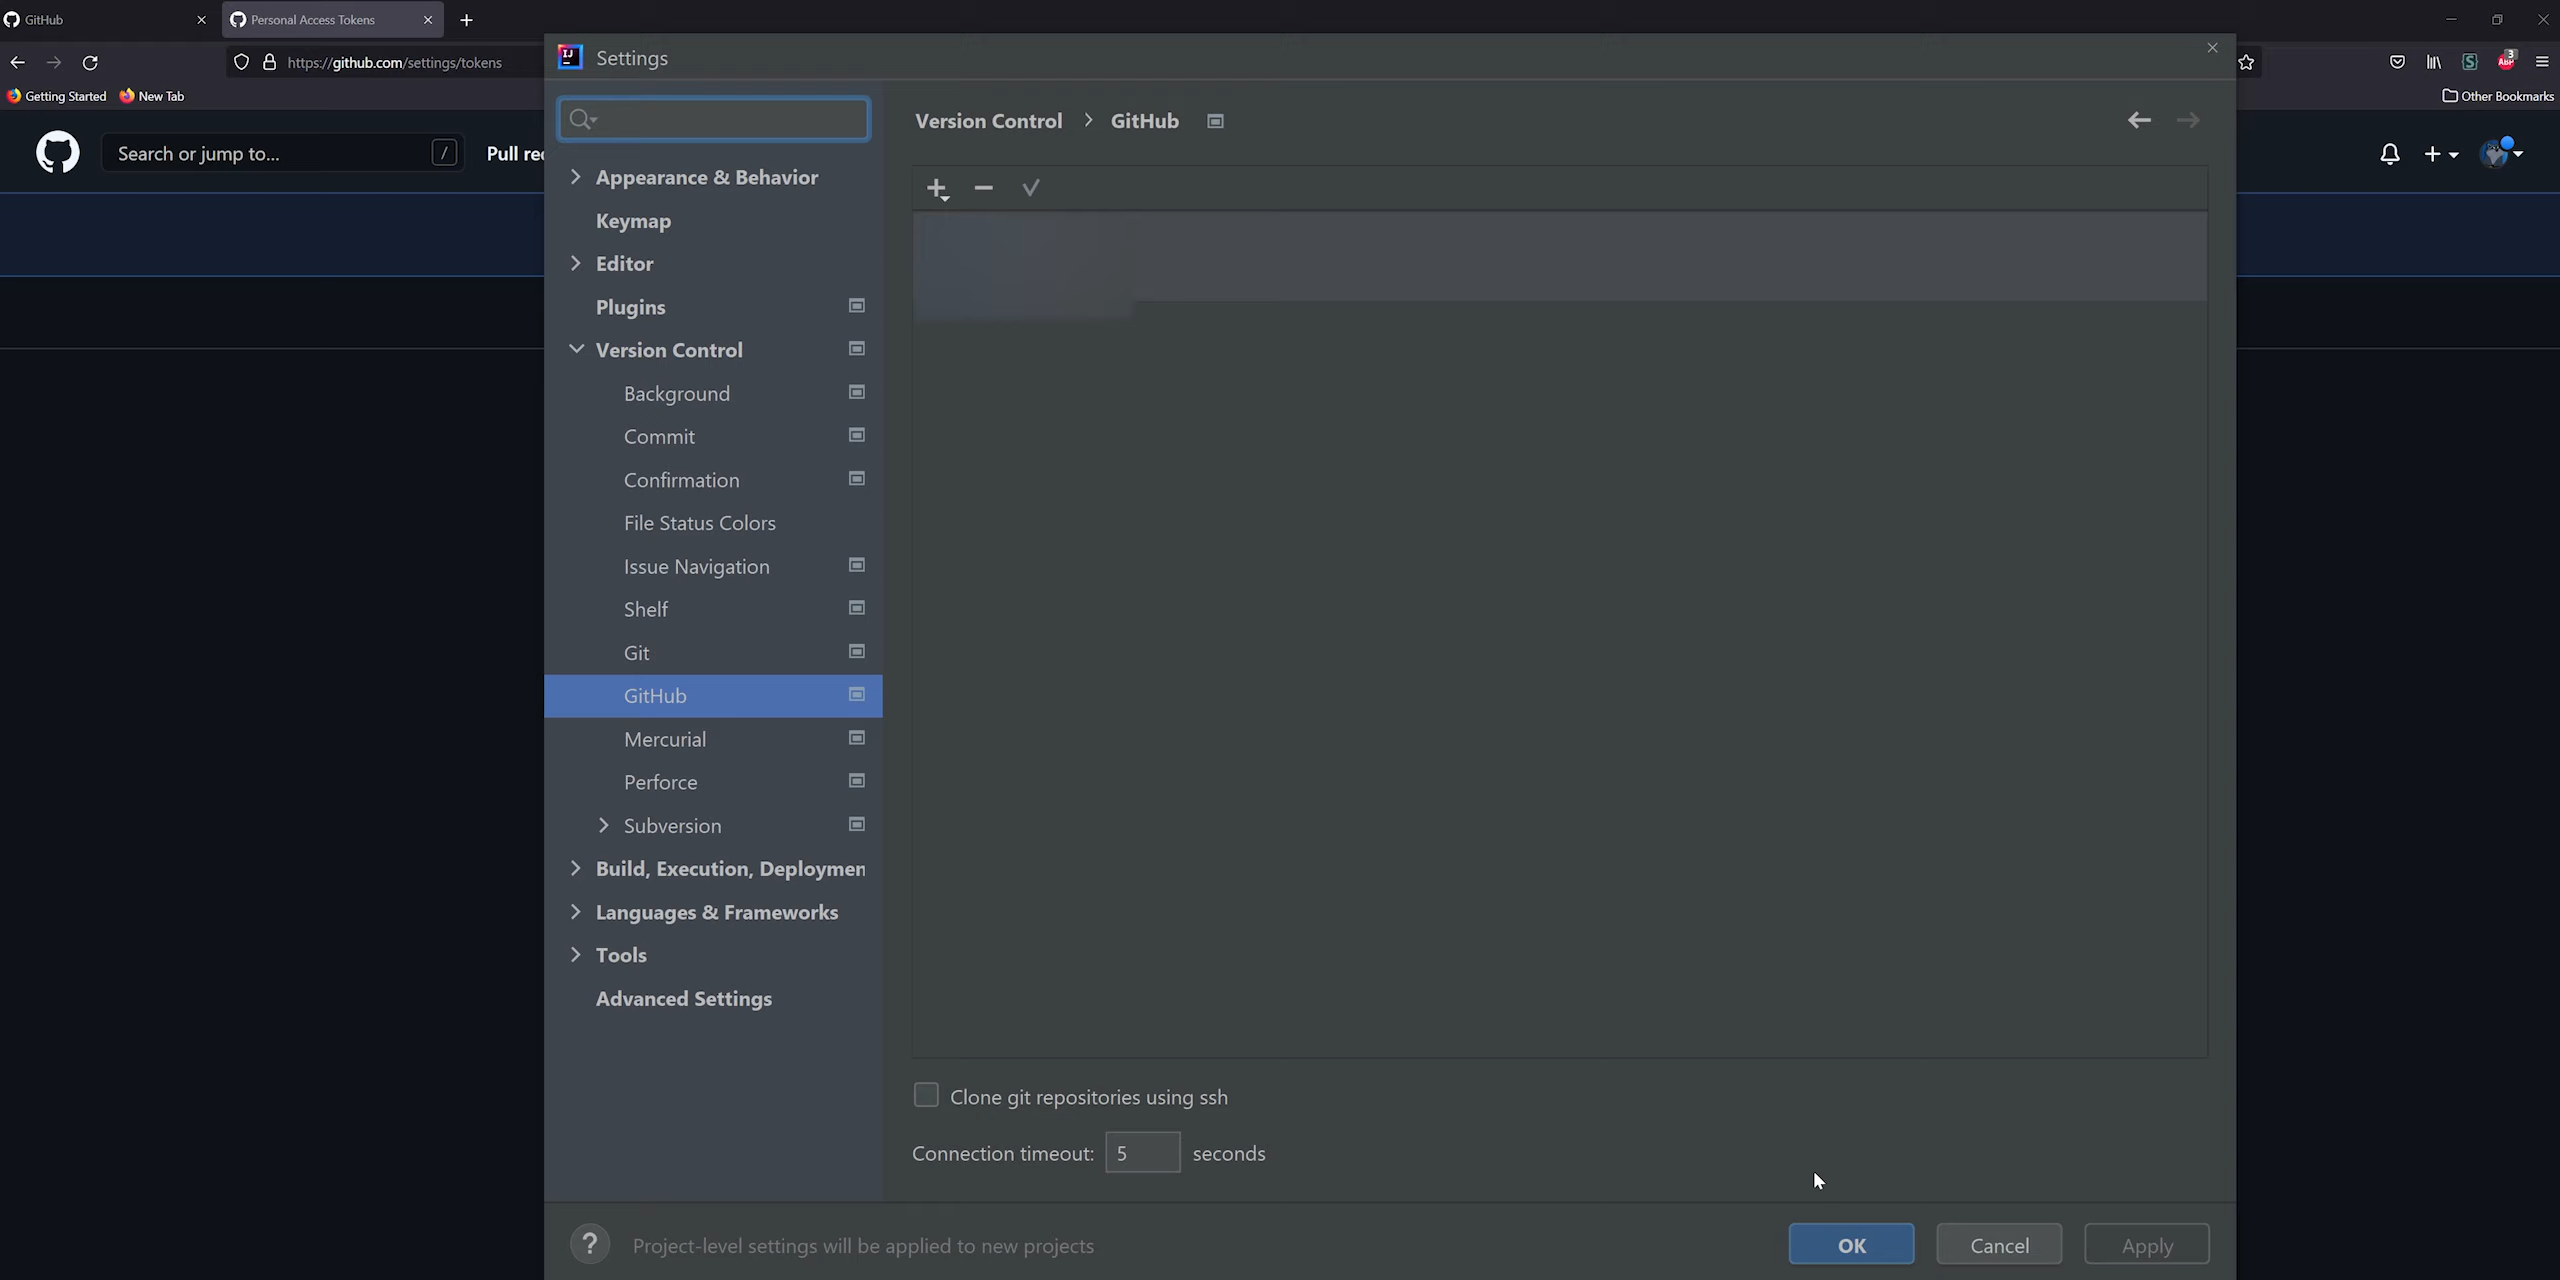 GitHub
Personal Access Tokens
https://github.com/settings/tokens
Getting Started
New Tab
Other Bookmarks
3
ABP
S
Search or jump to...
/
Pull re
IJ
Settings
Appearance & Behavior
Keymap
Editor
Plugins
Version Control
Background
Commit
Confirmation
File Status Colors
Issue Navigation
Shelf
Git
GitHub
Mercurial
Perforce
Subversion
Build, Execution, Deploymen
Languages & Frameworks
Tools
Advanced Settings
Version Control > GitHub
Clone git repositories using ssh
Connection timeout: 5 seconds
? Project-level settings will be applied to new projects
OK Cancel Apply